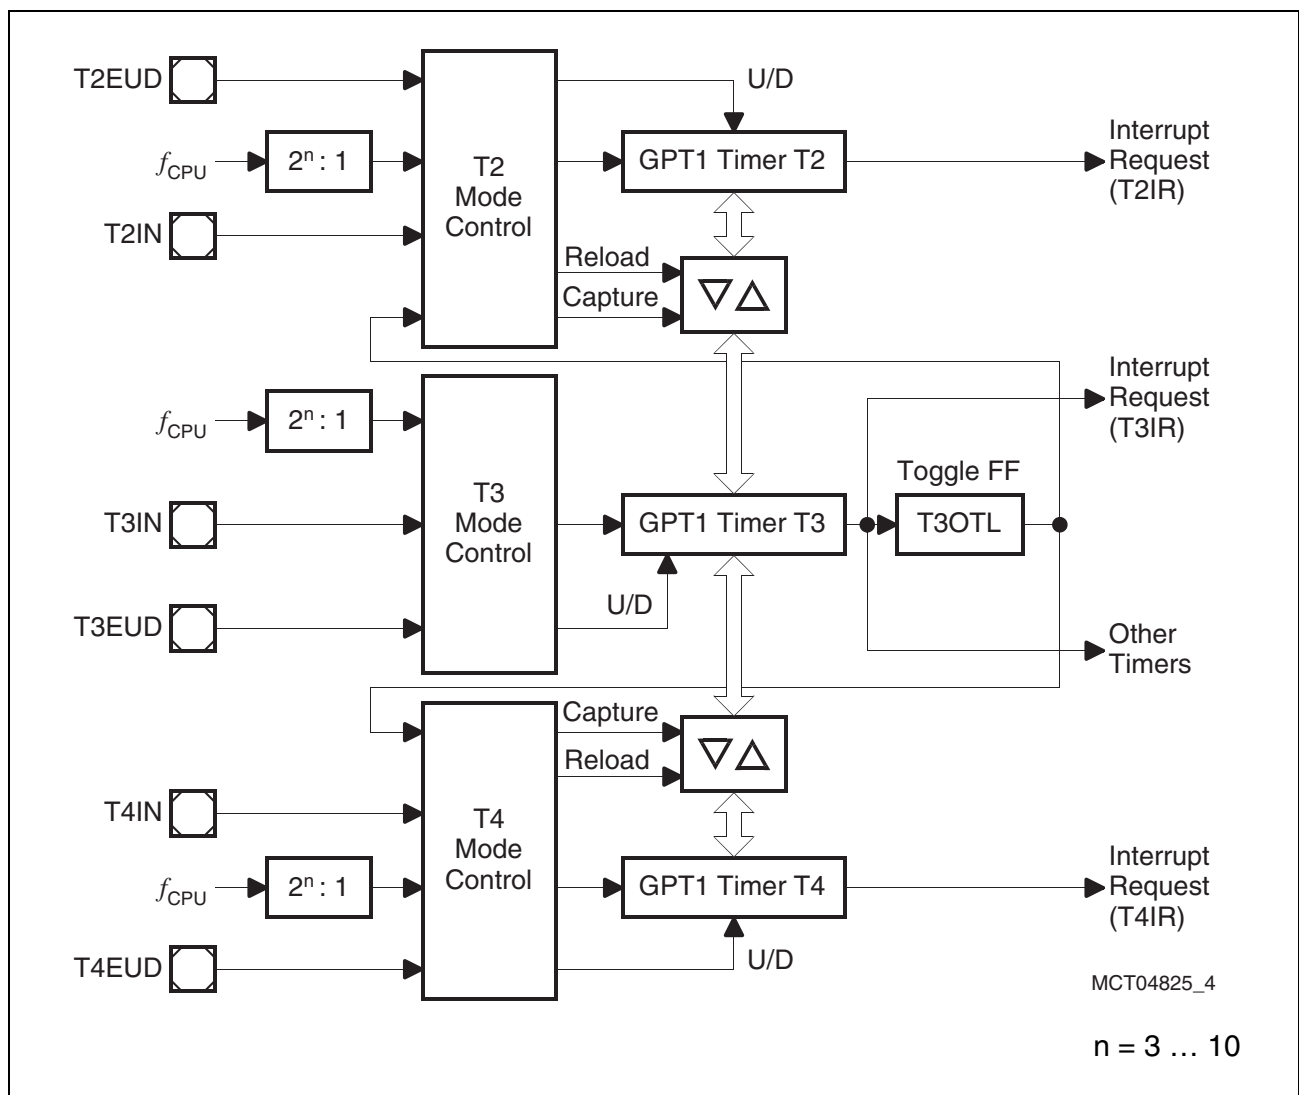 T2EUD
U/D
fCPU
2ⁿ : 1
T2
Mode
Control
GPT1 Timer T2
Interrupt
Request
(T2IR)
T2IN
Reload
Capture
fCPU
2ⁿ : 1
Interrupt
Request
(T3IR)
T3IN
T3
Mode
Control
GPT1 Timer T3
Toggle FF
T3OTL
T3EUD
U/D
Other
Timers
Capture
Reload
T4IN
T4
Mode
Control
fCPU
2ⁿ : 1
GPT1 Timer T4
Interrupt
Request
(T4IR)
T4EUD
U/D
MCT04825_4
n = 3 … 10